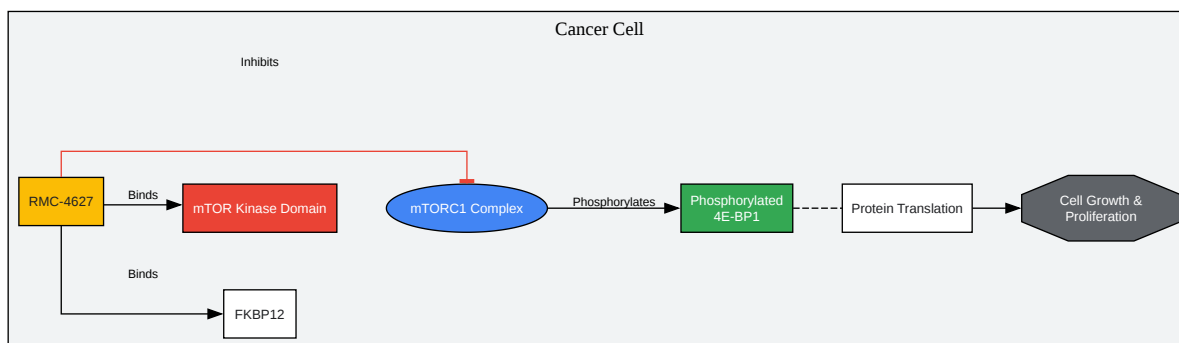 Cancer Cell
Inhibits
RMC-4627
Binds
mTOR Kinase Domain
mTORC1 Complex
Phosphorylates
Phosphorylated
4E-BP1
Protein Translation
Cell Growth &
Proliferation
Binds
FKBP12